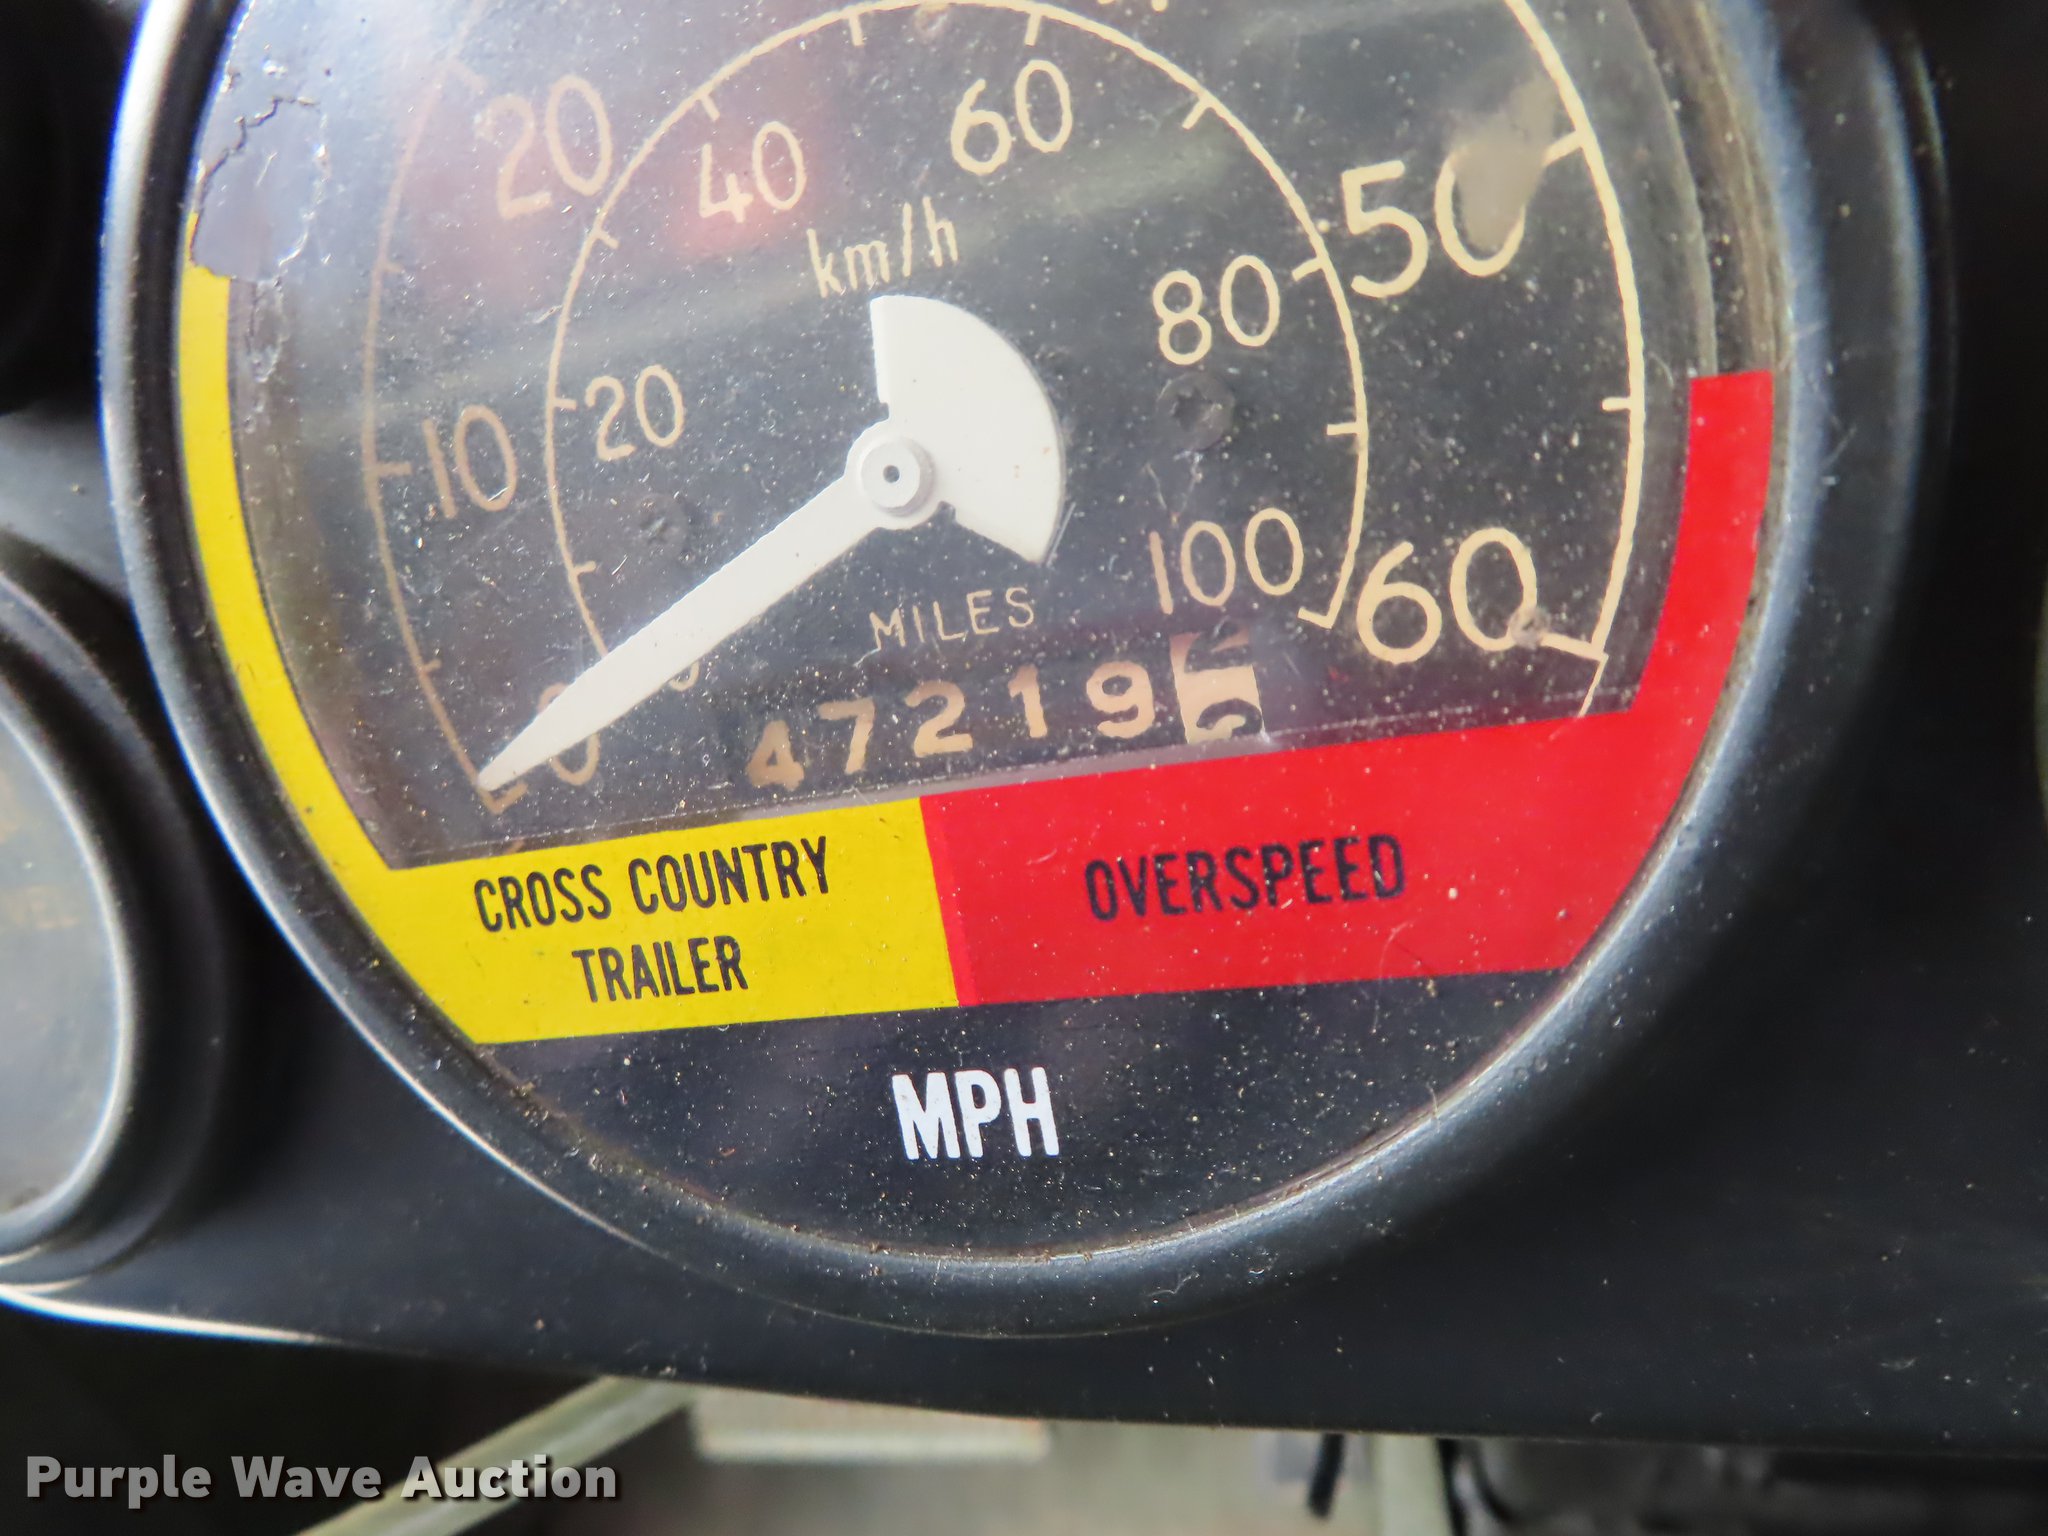 20
40
60
50
km/h
80
10
20
100
60
MILES
0
47219
CROSS COUNTRY
TRAILER
OVERSPEED
MPH
Purple Wave Auction